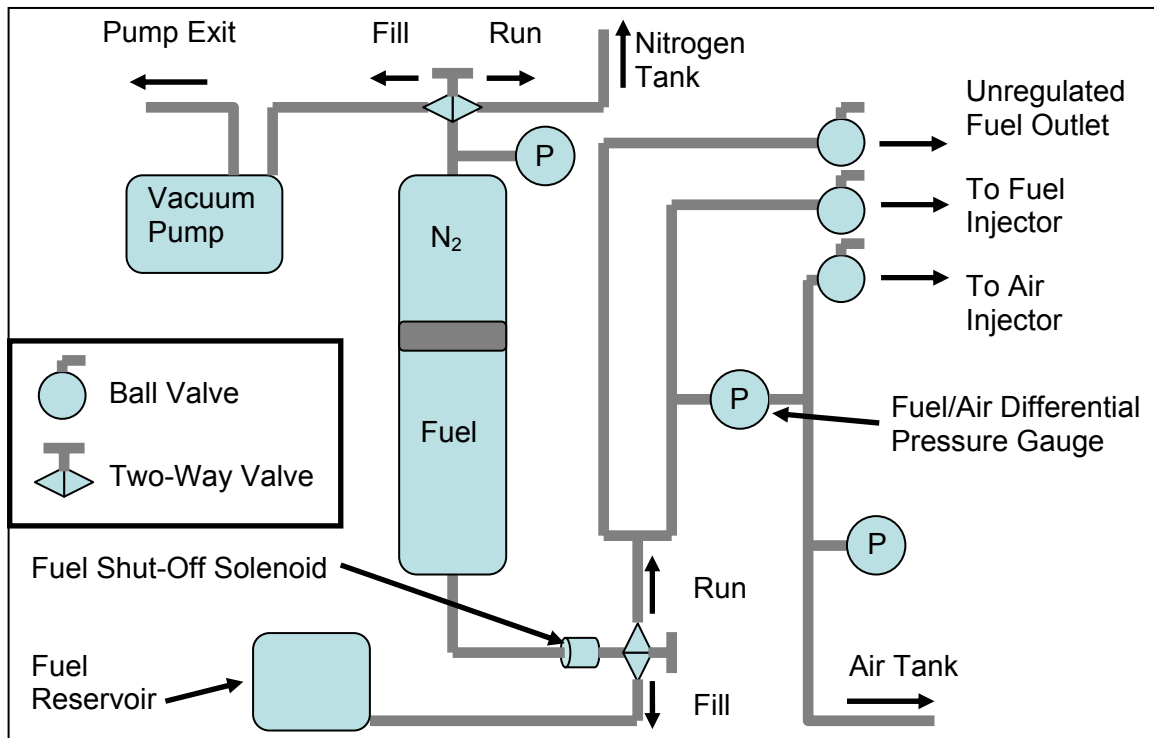 Pump Exit
Fill
Run
Nitrogen
Tank
P
Unregulated
Fuel Outlet
To Fuel
Injector
To Air
Injector
Vacuum
Pump
N₂
Fuel
Ball Valve
Two-Way Valve
P
Fuel/Air Differential
Pressure Gauge
P
Fuel Shut-Off Solenoid
Run
Fuel
Reservoir
Fill
Air Tank